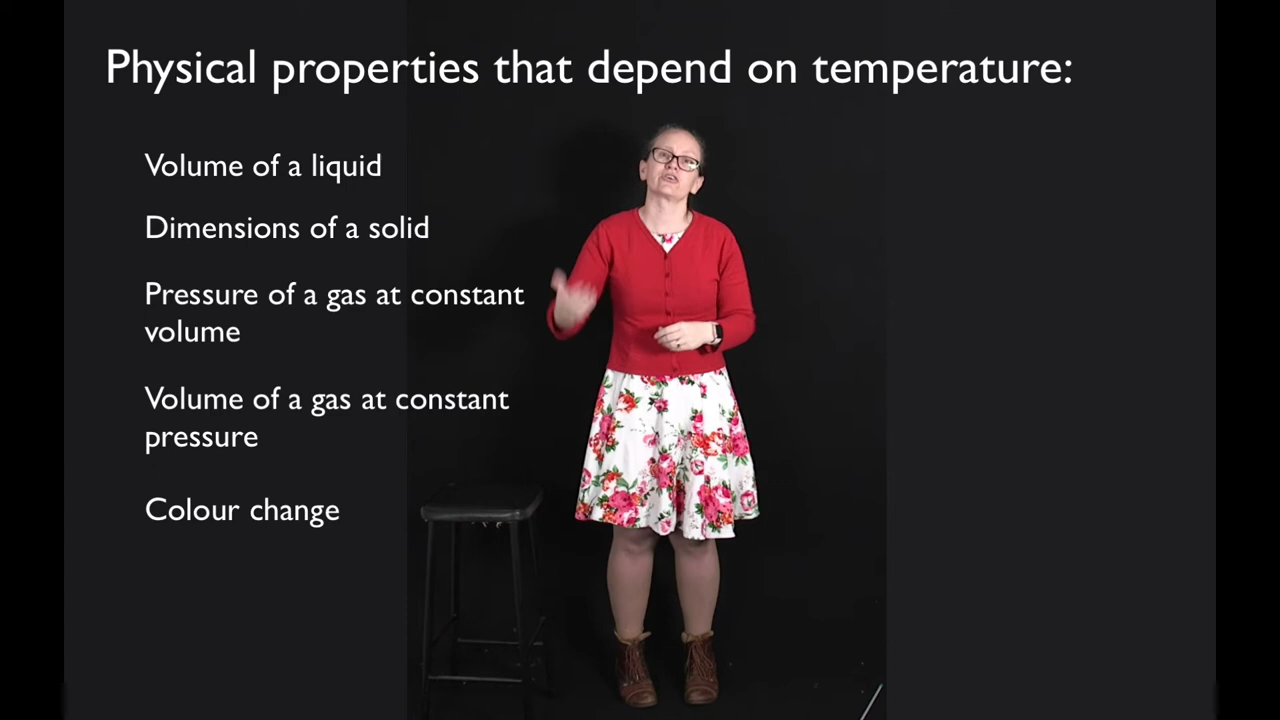 Physical properties that depend on temperature:
Volume of a liquid
Dimensions of a solid
Pressure of a gas at constant
volume
Volume of a gas at constant
pressure
Colour change